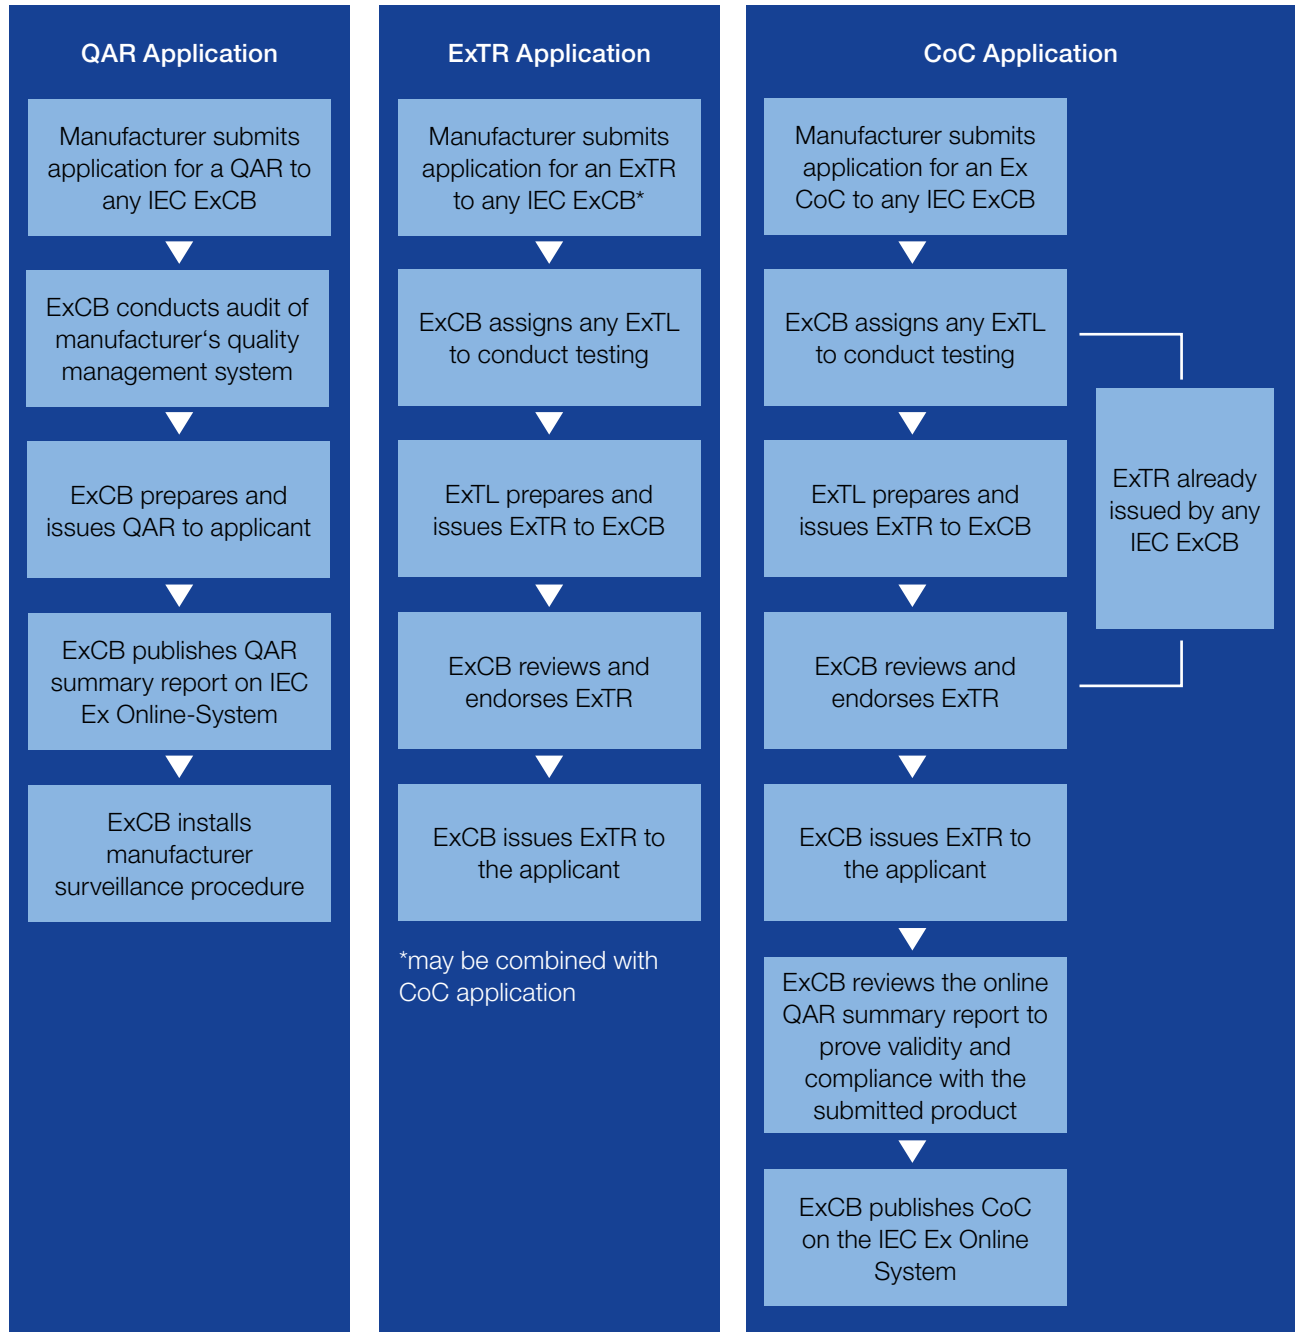 QAR Application
Manufacturer submits
application for a QAR to
any IEC ExCB
ExCB conducts audit of
manufacturer‘s quality
management system
ExCB prepares and
issues QAR to applicant
ExCB publishes QAR
summary report on IEC
Ex Online-System
ExCB installs
manufacturer
surveillance procedure
ExTR Application
Manufacturer submits
application for an ExTR
to any IEC ExCB*
ExCB assigns any ExTL
to conduct testing
ExTL prepares and
issues ExTR to ExCB
ExCB reviews and
endorses ExTR
ExCB issues ExTR to
the applicant
*may be combined with
CoC application
CoC Application
Manufacturer submits
application for an Ex
CoC to any IEC ExCB
ExCB assigns any ExTL
to conduct testing
ExTL prepares and
issues ExTR to ExCB
ExCB reviews and
endorses ExTR
ExCB issues ExTR to
the applicant
ExCB reviews the online
QAR summary report to
prove validity and
compliance with the
submitted product
ExCB publishes CoC
on the IEC Ex Online
System
ExTR already
issued by any
IEC ExCB